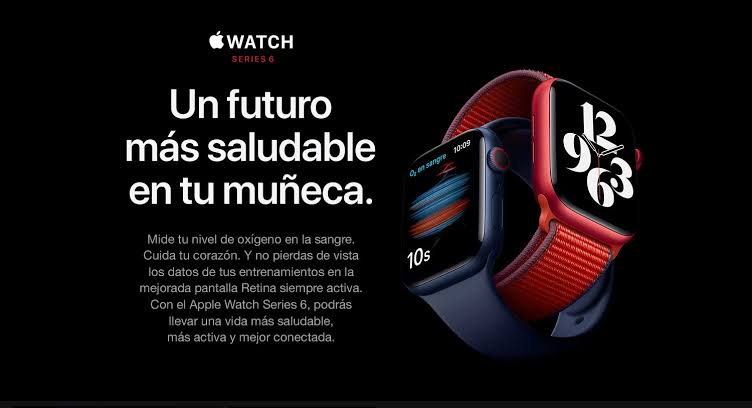 WATCH
SERIES 6
Un futuro
más saludable
en tu muñeca.
Mide tu nivel de oxígeno en la sangre.
Cuida tu corazón. Y no pierdas de vista
los datos de tus entrenamientos en la
mejorada pantalla Retina siempre activa.
Con el Apple Watch Series 6, podrás
llevar una vida más saludable,
más activa y mejor conectada.
O₂ en sangre 10:09
10s
12
9 3
6